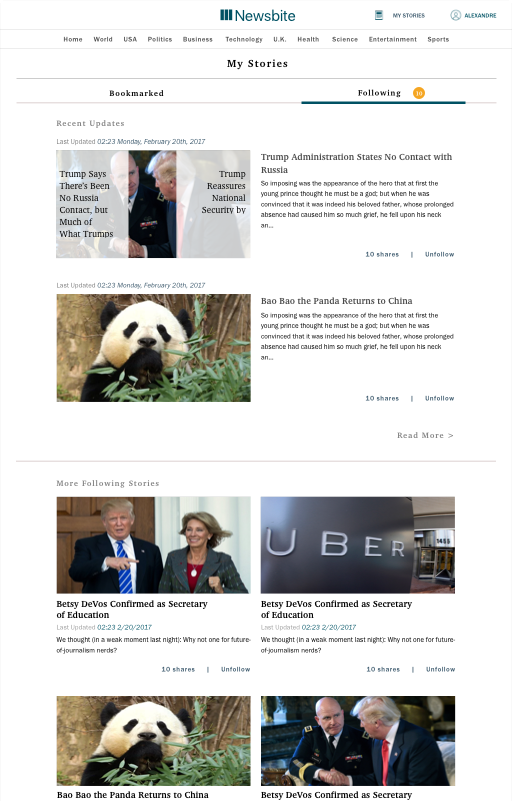 Newsbite
MY STORIES
ALEXANDRE
Home World USA Politics Business Technology U.K. Health Science Entertainment Sports
My Stories
Bookmarked
Following
Recent Updates
Last Updated 02:23 Monday, February 20th, 2017
Trump Says
There's Been
No Russia
Contact, but
Much of
What Trumps
Trump
Reassures
National
Security by
Trump Administration States No Contact with
Russia
So imposing was the appearance of the hero that at first the
young prince thought he must be a god; but when he was
convinced that it was indeed his beloved father, whose prolonged
absence had caused him so much grief, he fell upon his neck
an...
10 shares | Unfollow
Last Updated 02:23 Monday, February 20th, 2017
Bao Bao the Panda Returns to China
So imposing was the appearance of the hero that at first the
young prince thought he must be a god; but when he was
convinced that it was indeed his beloved father, whose prolonged
absence had caused him so much grief, he fell upon his neck
an...
10 shares | Unfollow
Read More >
More Following Stories
UBER
1455
Betsy DeVos Confirmed as Secretary
of Education
Last Updated 02:23 2/20/2017
We thought (in a weak moment last night): Why not one for future-
of-journalism nerds?
10 shares | Unfollow
Betsy DeVos Confirmed as Secretary
of Education
Last Updated 02:23 2/20/2017
We thought (in a weak moment last night): Why not one for future-
of-journalism nerds?
10 shares | Unfollow
Bao Bao the Panda Returns to China
Betsy DeVos Confirmed as Secretary